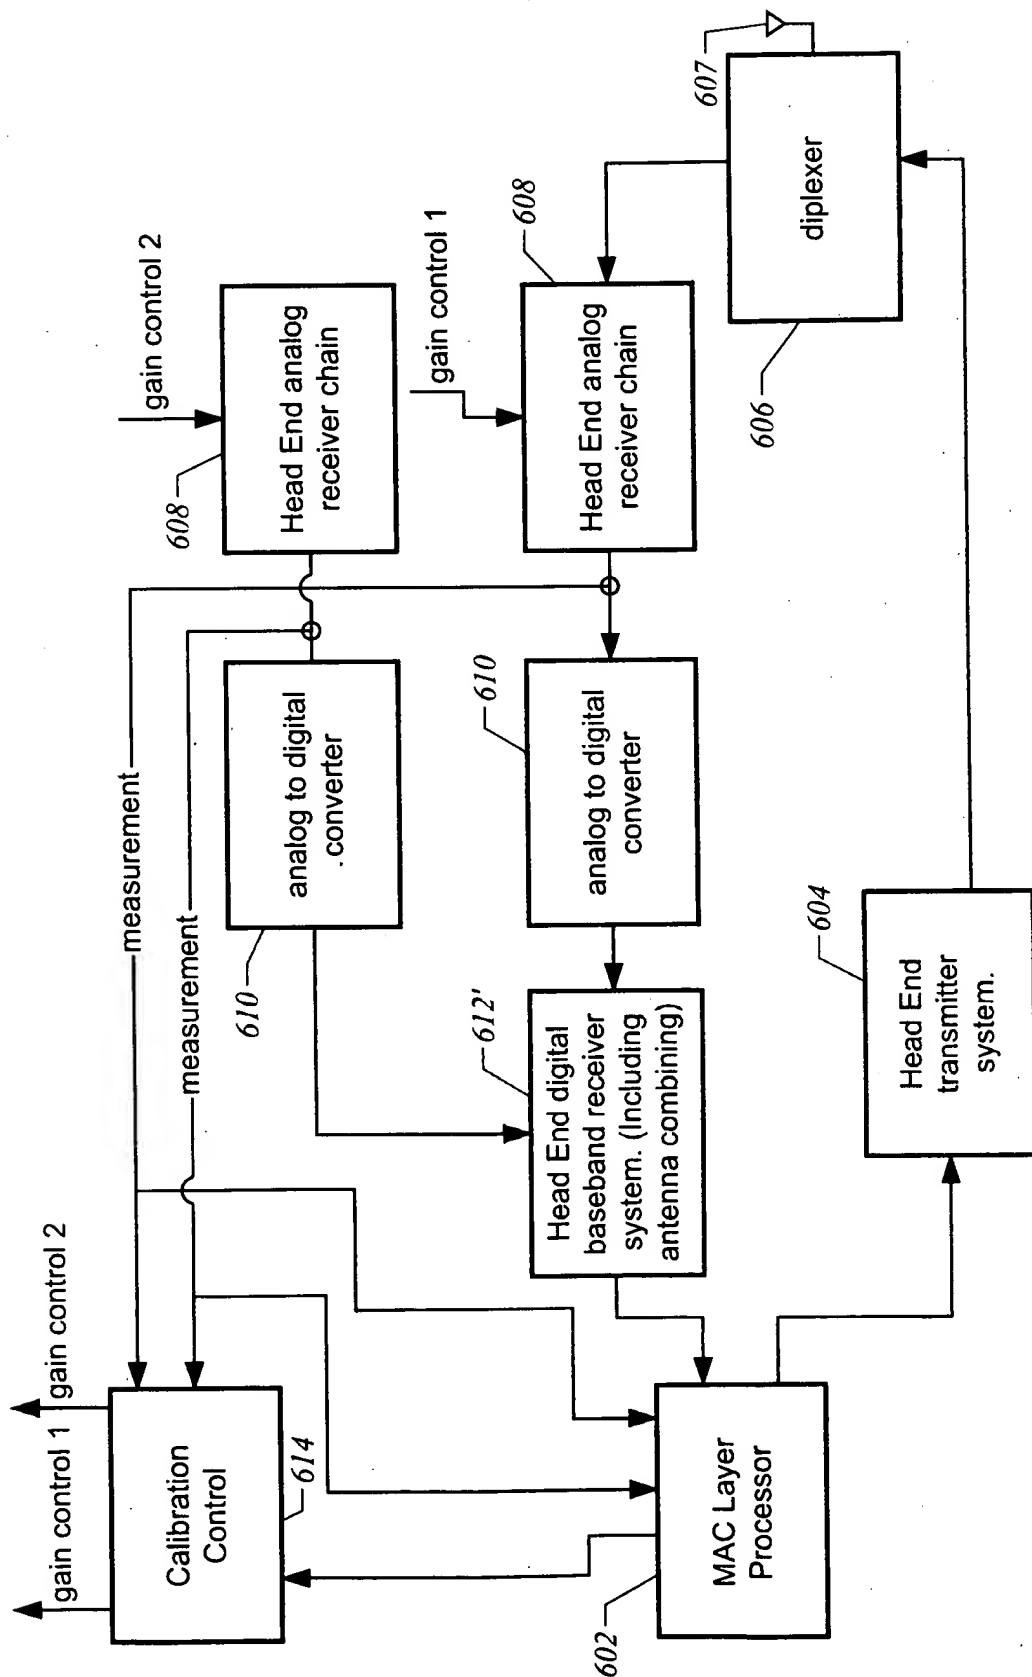 gain control 1
gain control 2
Calibration
Control
614
measurement
measurement
gain control 2
608
Head End analog
receiver chain
analog to digital
.converter
610
gain control 1
608
Head End analog
receiver chain
610
analog to digital
converter
612'
Head End digital
baseband receiver
system. (Including
antenna combining)
MAC Layer
Processor
602
607
diplexer
606
604
Head End
transmitter
system.